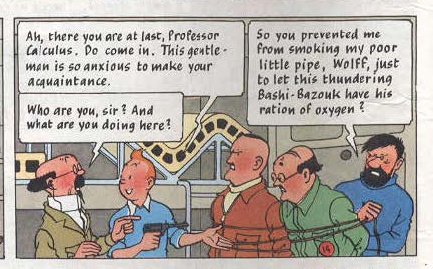 Ah, there you are at last, Professor
Calculus. Do come in. This gentle-
man is so anxious to make your
acquaintance.
Who are you, sir? And
what are you doing here?
So you prevented me
from smoking my poor
little pipe, Wolff, just
to let this thundering
Bashi-Bazouk have his
ration of oxygen?